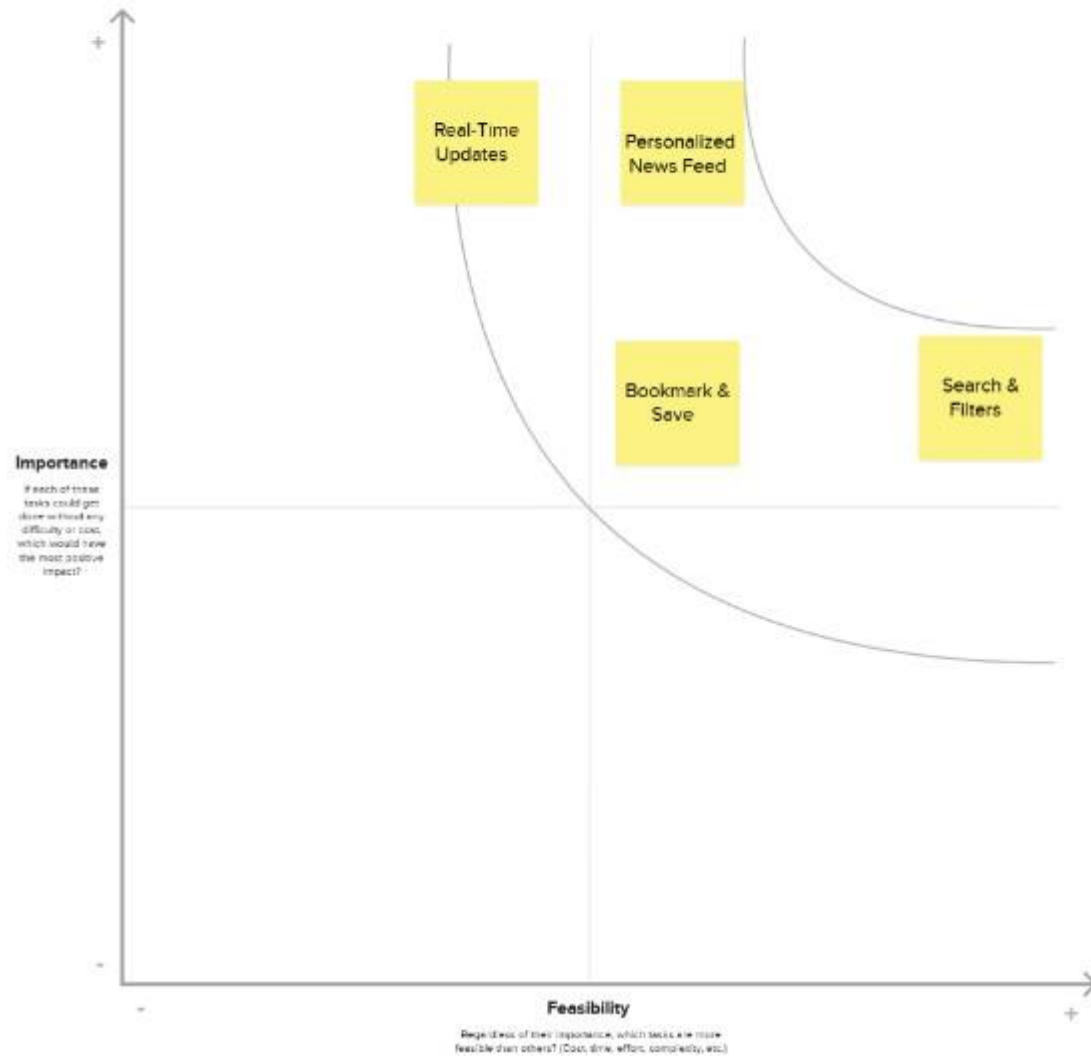 +
Real-Time
Updates
Personalized
News Feed
Bookmark &
Save
Search &
Filters
Importance
If each of these
tasks could get
done without any
difficulty or cost,
which would have
the most positive
impact?
-
-
Feasibility
+
Regardless of their importance, which tasks are more
feasible than others? (Cost, time, effort, complexity, etc.)